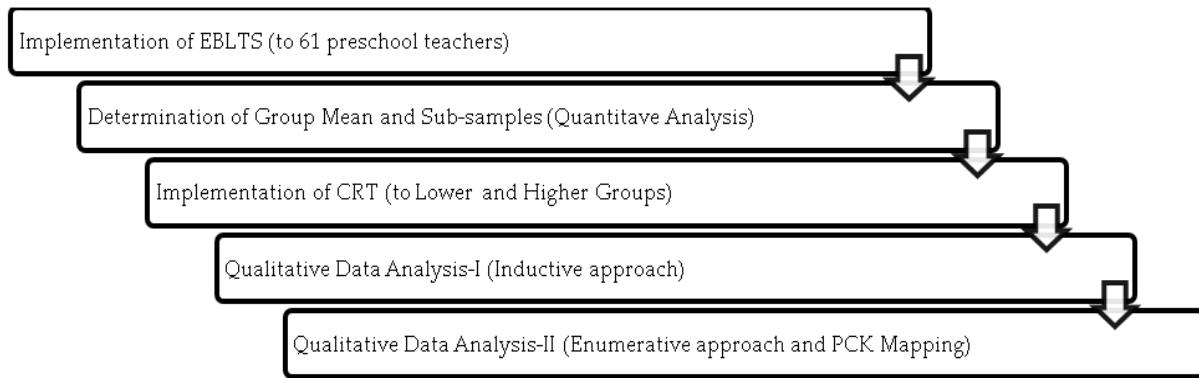 Implementation of EBLTS (to 61 preschool teachers)
Determination of Group Mean and Sub-samples (Quantitave Analysis)
Implementation of CRT (to Lower and Higher Groups)
Qualitative Data Analysis-I (Inductive approach)
Qualitative Data Analysis-II (Enumerative approach and PCK Mapping)